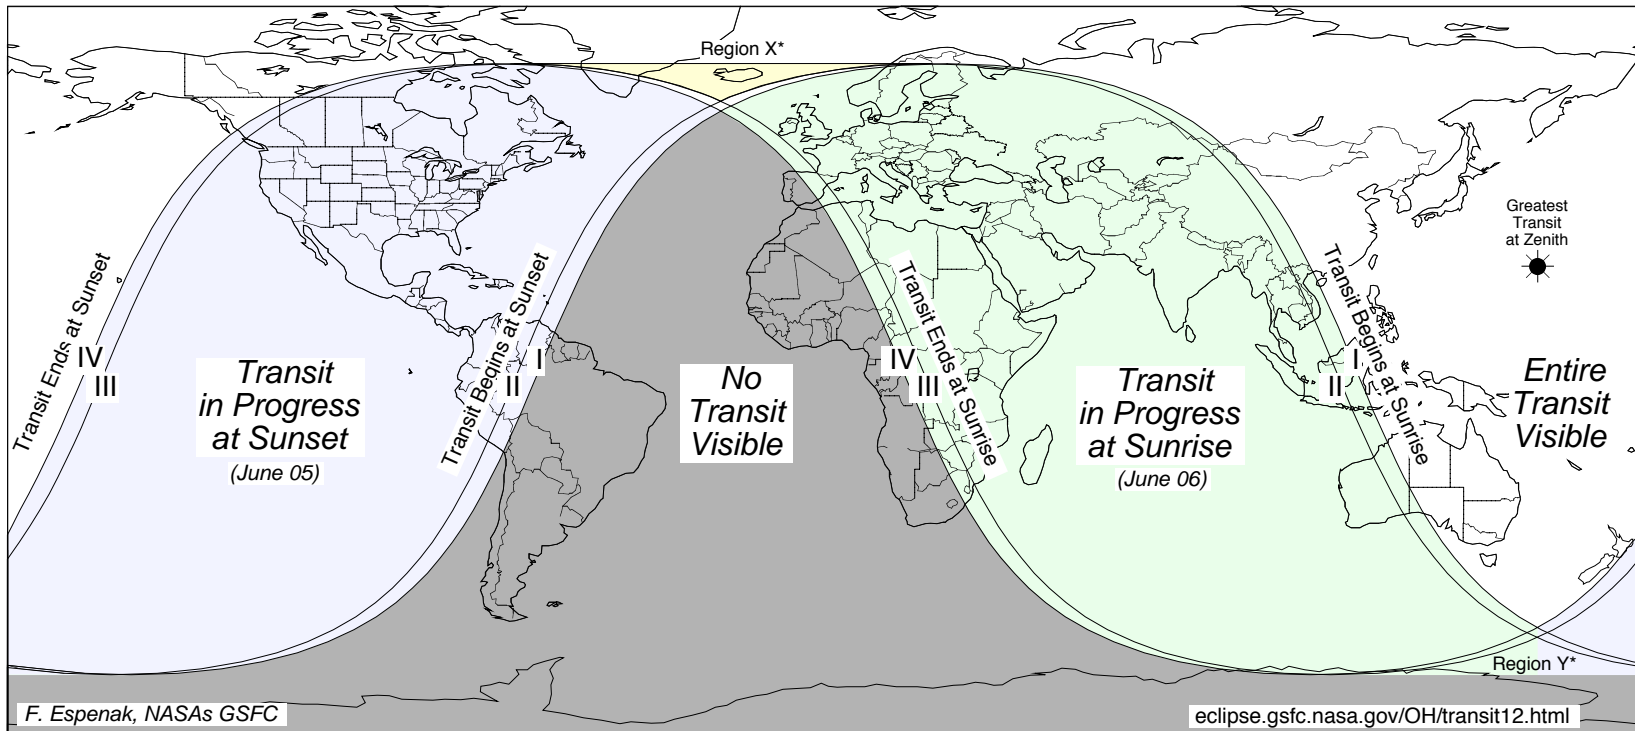 Region X*
Greatest
Transit
at Zenith
Transit Ends at Sunset
IV
III
Transit
in Progress
at Sunset
(June 05)
Transit Begins at Sunset
I
II
No
Transit
Visible
IV
III
Transit Ends at Sunrise
Transit
in Progress
at Sunrise
(June 06)
Transit Begins at Sunrise
I
II
Entire
Transit
Visible
Region Y*
F. Espenak, NASAs GSFC
eclipse.gsfc.nasa.gov/OH/transit12.html